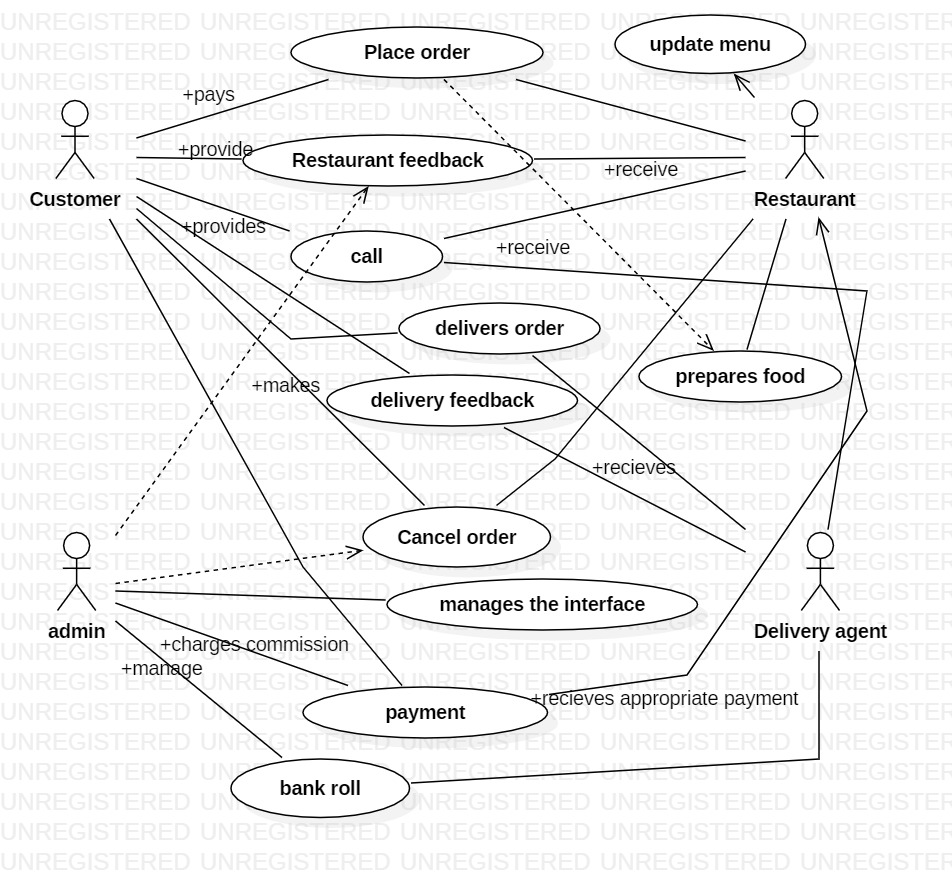 Place order
update menu
+pays
+provide
Restaurant feedback
+receive
Customer
Restaurant
+provides
call
+receive
delivers order
prepares food
+makes
delivery feedback
+recieves
Cancel order
manages the interface
admin
Delivery agent
+charges commission
+manage
+recieves appropriate payment
payment
bank roll
UNREGISTERED